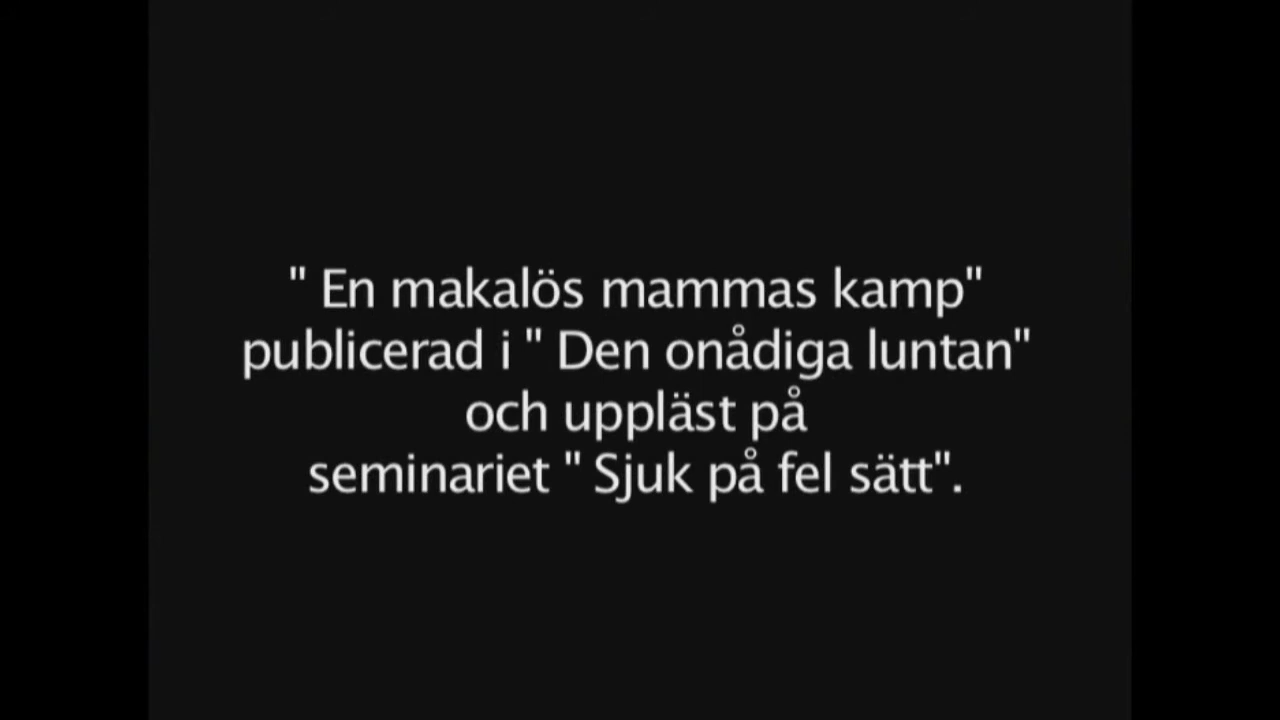 " En makalös mammas kamp"
publicerad i " Den onådiga luntan"
och uppläst på
seminariet " Sjuk på fel sätt".